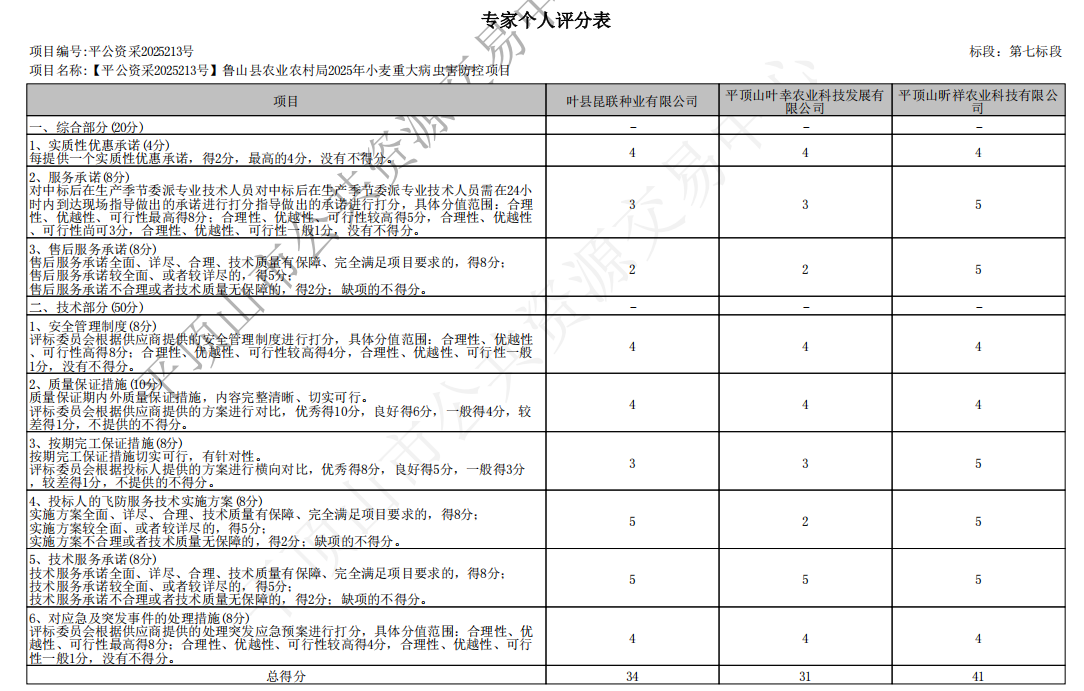 专家个人评分表
项目编号:平公资采2025213号
标段：第七标段
项目名称:【平公资采2025213号】鲁山县农业农村局2025年小麦重大病虫害防控项目
项目 叶县昆联种业有限公司 平顶山叶幸农业科技发展有 平顶山昕祥农业科技有限公
限公司 司
一、综合部分(20分) – – –
1、实质性优惠承诺(4分)
每提供一个实质性优惠承诺，得2分，最高的4分，没有不得分。
4 4 4
2、服务承诺(8分)
对中标后在生产季节委派专业技术人员对中标后在生产季节委派专业技术人员需在24小
时内到达现场指导做出的承诺进行打分指导做出的承诺进行打分，具体分值范围：合理
性、优越性、可行性最高得8分；合理性、优越性、可行性较高得5分，合理性、优越性
、可行性尚可3分，合理性、优越性、可行性一般1分，没有不得分。
3 3 5
3、售后服务承诺(8分)
售后服务承诺全面、详尽、合理、技术质量有保障、完全满足项目要求的，得8分；
售后服务承诺较全面、或者较详尽的，得5分；
售后服务承诺不合理或者技术质量无保障的，得2分；缺项的不得分。
2 2 5
二、技术部分(50分) – – –
1、安全管理制度(8分)
评标委员会根据供应商提供的安全管理制度进行打分，具体分值范围：合理性、优越性
、可行性高得8分；合理性、优越性、可行性较高得4分，合理性、优越性、可行性一般
1分，没有不得分。
4 4 4
2、质量保证措施(10分)
质量保证期内外质量保证措施，内容完整清晰、切实可行。
评标委员会根据供应商提供的方案进行对比，优秀得10分，良好得6分，一般得4分，较
差得1分，不提供的不得分。
4 4 4
3、按期完工保证措施(8分)
按期完工保证措施切实可行，有针对性。
评标委员会根据投标人提供的方案进行横向对比，优秀得8分，良好得5分，一般得3分
，较差得1分，不提供的不得分。
3 3 5
4、投标人的飞防服务技术实施方案(8分)
实施方案全面、详尽、合理、技术质量有保障、完全满足项目要求的，得8分；
实施方案较全面、或者较详尽的，得5分；
实施方案不合理或者技术质量无保障的，得2分；缺项的不得分。
5 2 5
5、技术服务承诺(8分)
技术服务承诺全面、详尽、合理、技术质量有保障、完全满足项目要求的，得8分；
技术服务承诺较全面、或者较详尽的，得5分；
技术服务承诺不合理或者技术质量无保障的，得2分；缺项的不得分。
5 5 5
6、对应急及突发事件的处理措施(8分)
评标委员会根据供应商提供的处理突发应急预案进行打分，具体分值范围：合理性、优
越性、可行性最高得8分；合理性、优越性、可行性较高得4分，合理性、优越性、可行
性一般1分，没有不得分。
4 4 4
总得分 34 31 41
平顶山市公共资源交易中心
平顶山市公共资源交易中心